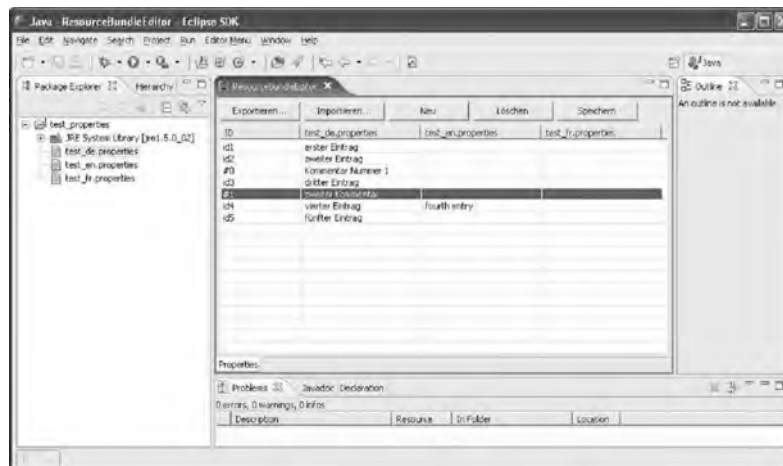 Java - ResourceBundleEditor - Eclipse SDK
File Edit Navigate Search Project Run Editor Menu Window Help
Java
Package Explorer Hierarchy
ResourceBundleEditor
Outline
An outline is not available
Exportieren... Importieren... Neu Löschen Speichern
test_properties
JRE System Library [jre1.5.0_02]
test_de.properties
test_en.properties
test_fr.properties
ID test_de.properties test_en.properties test_fr.properties
id1 erster Eintrag
id2 zweiter Eintrag
#0 Kommentar Nummer 1
id3 dritter Eintrag
#1 zweiter Kommentar
id4 vierter Eintrag fourth entry
id5 fünfter Eintrag
Properties
Problems Javadoc Declaration
0 errors, 0 warnings, 0 infos
Description Resource In Folder Location